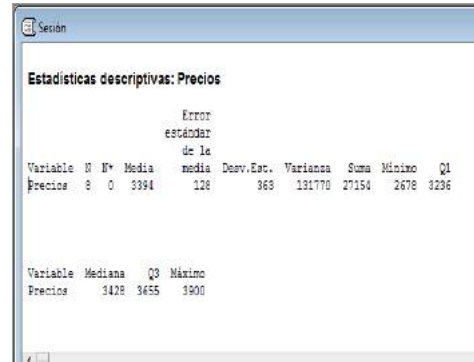 Sesión
Estadísticas descriptivas: Precios
Error
estándar
de la
Variable N N* Media media Desv.Est. Varianza Suma Mínimo Q1
Precios 8 0 3394 128 363 131770 27154 2678 3236
Variable Mediana Q3 Máximo
Precios 3428 3655 3900